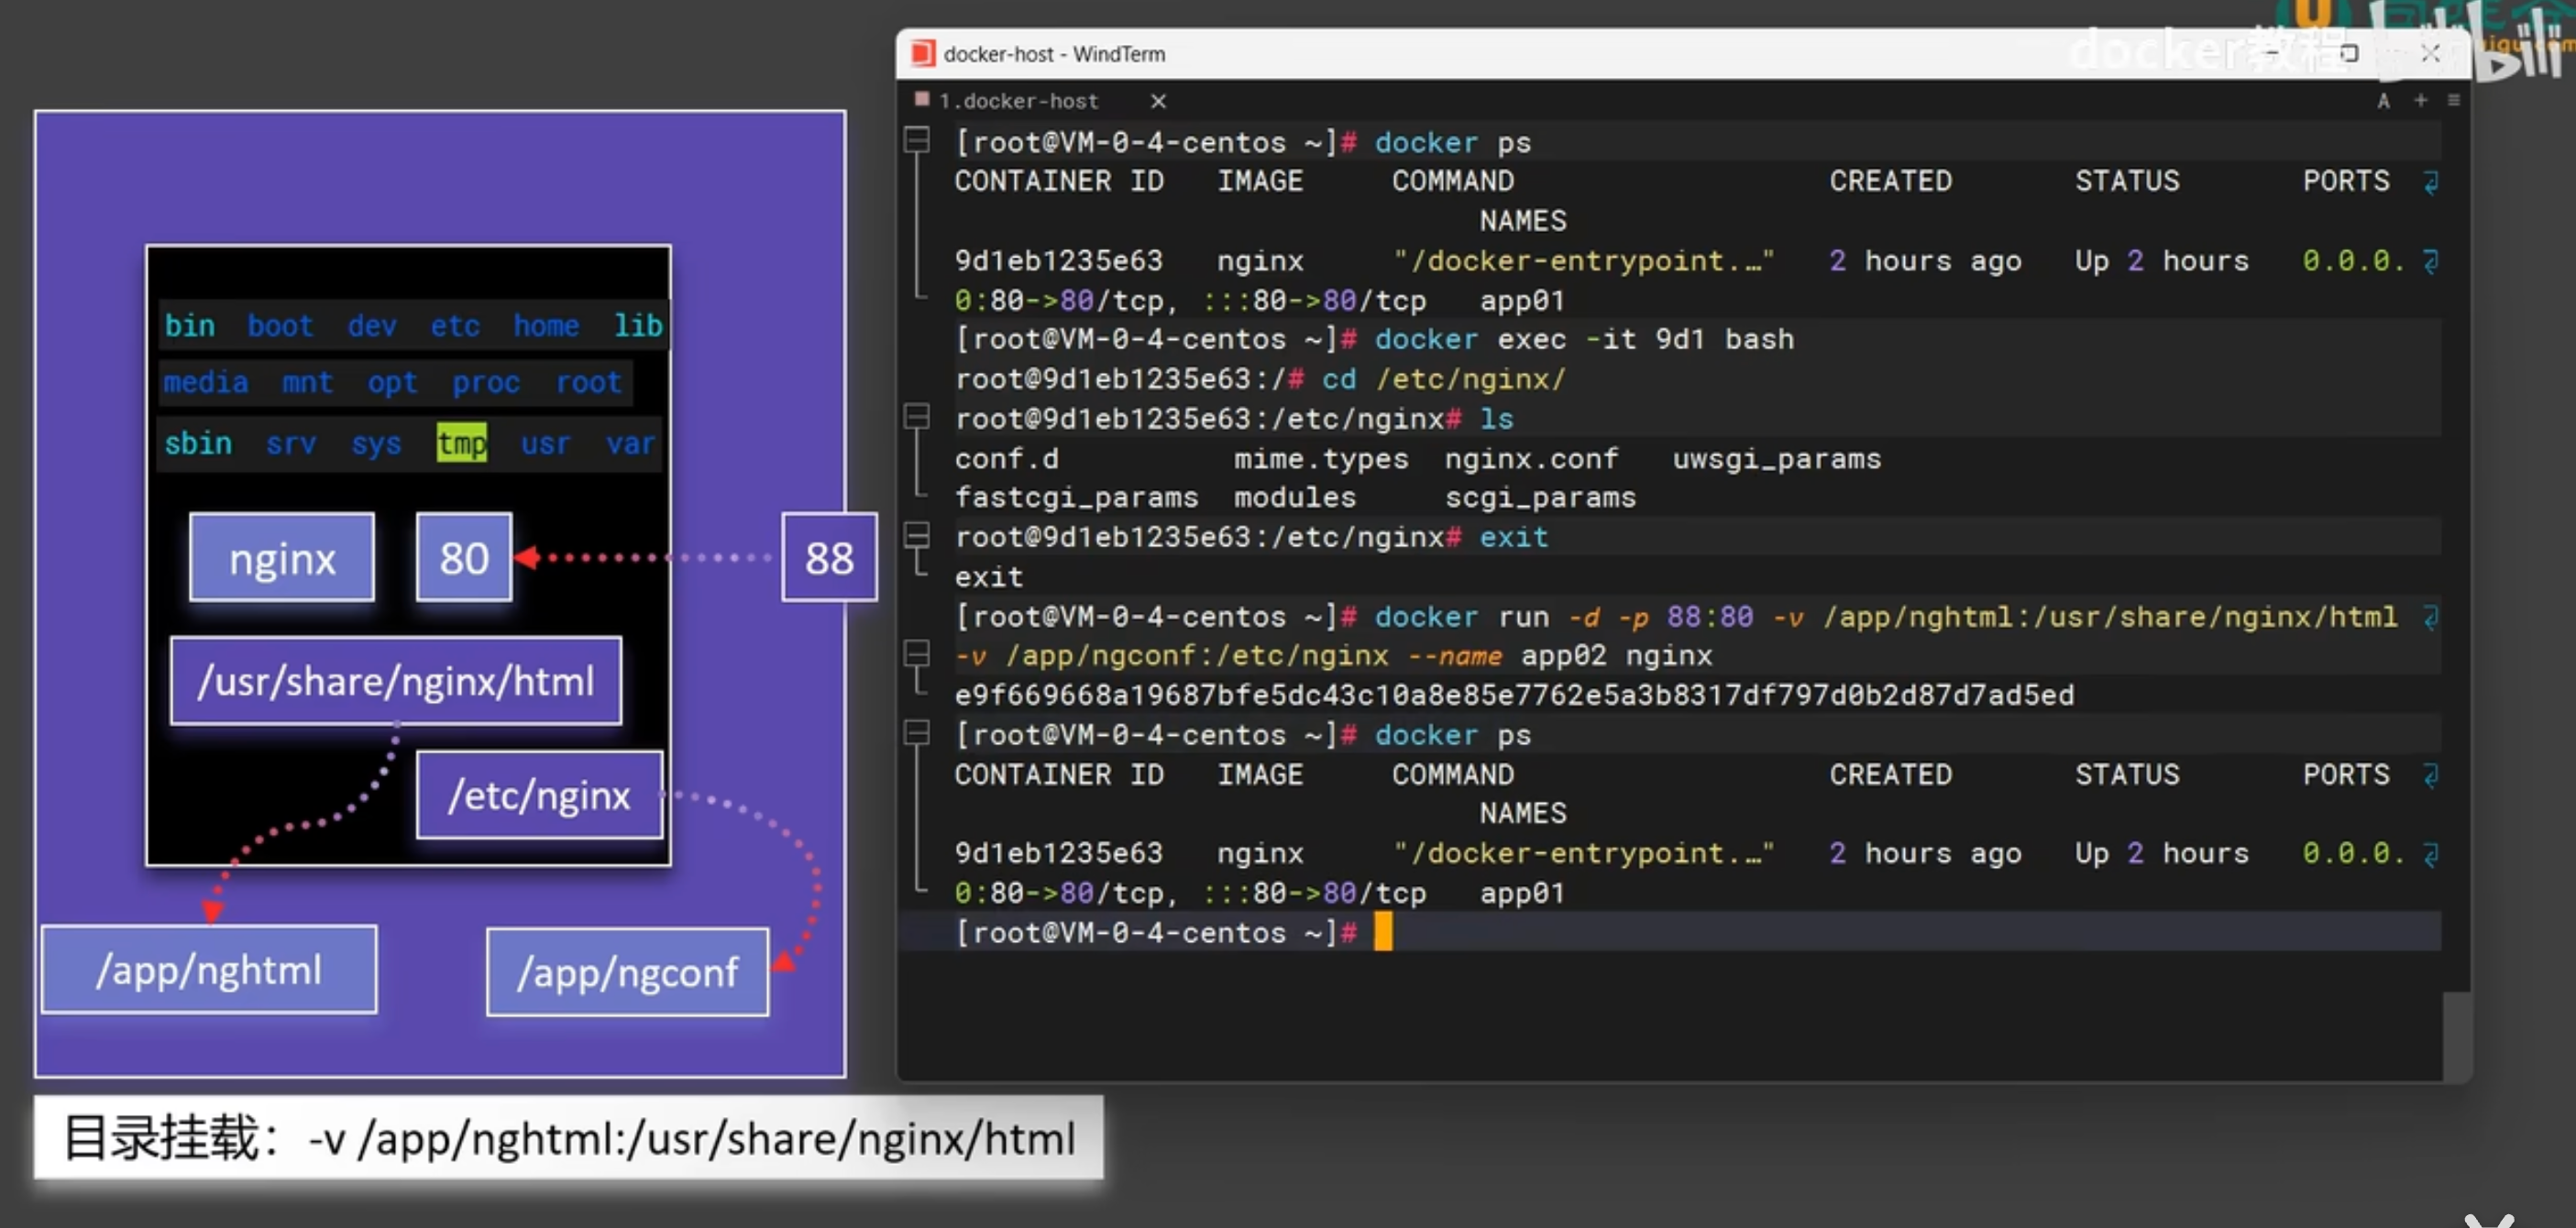 docker教程
bilibili
docker-host - WindTerm
1.docker-host
A
bin boot dev etc home lib
media mnt opt proc root
sbin srv sys tmp usr var
nginx
80
88
/usr/share/nginx/html
/etc/nginx
/app/nghtml
/app/ngconf
目录挂载：-v /app/nghtml:/usr/share/nginx/html
[root@VM-0-4-centos ~]# docker ps
CONTAINER ID IMAGE COMMAND CREATED STATUS PORTS
NAMES
9d1eb1235e63 nginx "/docker-entrypoint.…" 2 hours ago Up 2 hours 0.0.0.
0:80->80/tcp, :::80->80/tcp app01
[root@VM-0-4-centos ~]# docker exec -it 9d1 bash
root@9d1eb1235e63:/# cd /etc/nginx/
root@9d1eb1235e63:/etc/nginx# ls
conf.d mime.types nginx.conf uwsgi_params
fastcgi_params modules scgi_params
root@9d1eb1235e63:/etc/nginx# exit
exit
[root@VM-0-4-centos ~]# docker run -d -p 88:80 -v /app/nghtml:/usr/share/nginx/html
-v /app/ngconf:/etc/nginx --name app02 nginx
e9f669668a19687bfe5dc43c10a8e85e7762e5a3b8317df797d0b2d87d7ad5ed
[root@VM-0-4-centos ~]# docker ps
CONTAINER ID IMAGE COMMAND CREATED STATUS PORTS
NAMES
9d1eb1235e63 nginx "/docker-entrypoint.…" 2 hours ago Up 2 hours 0.0.0.
0:80->80/tcp, :::80->80/tcp app01
[root@VM-0-4-centos ~]#